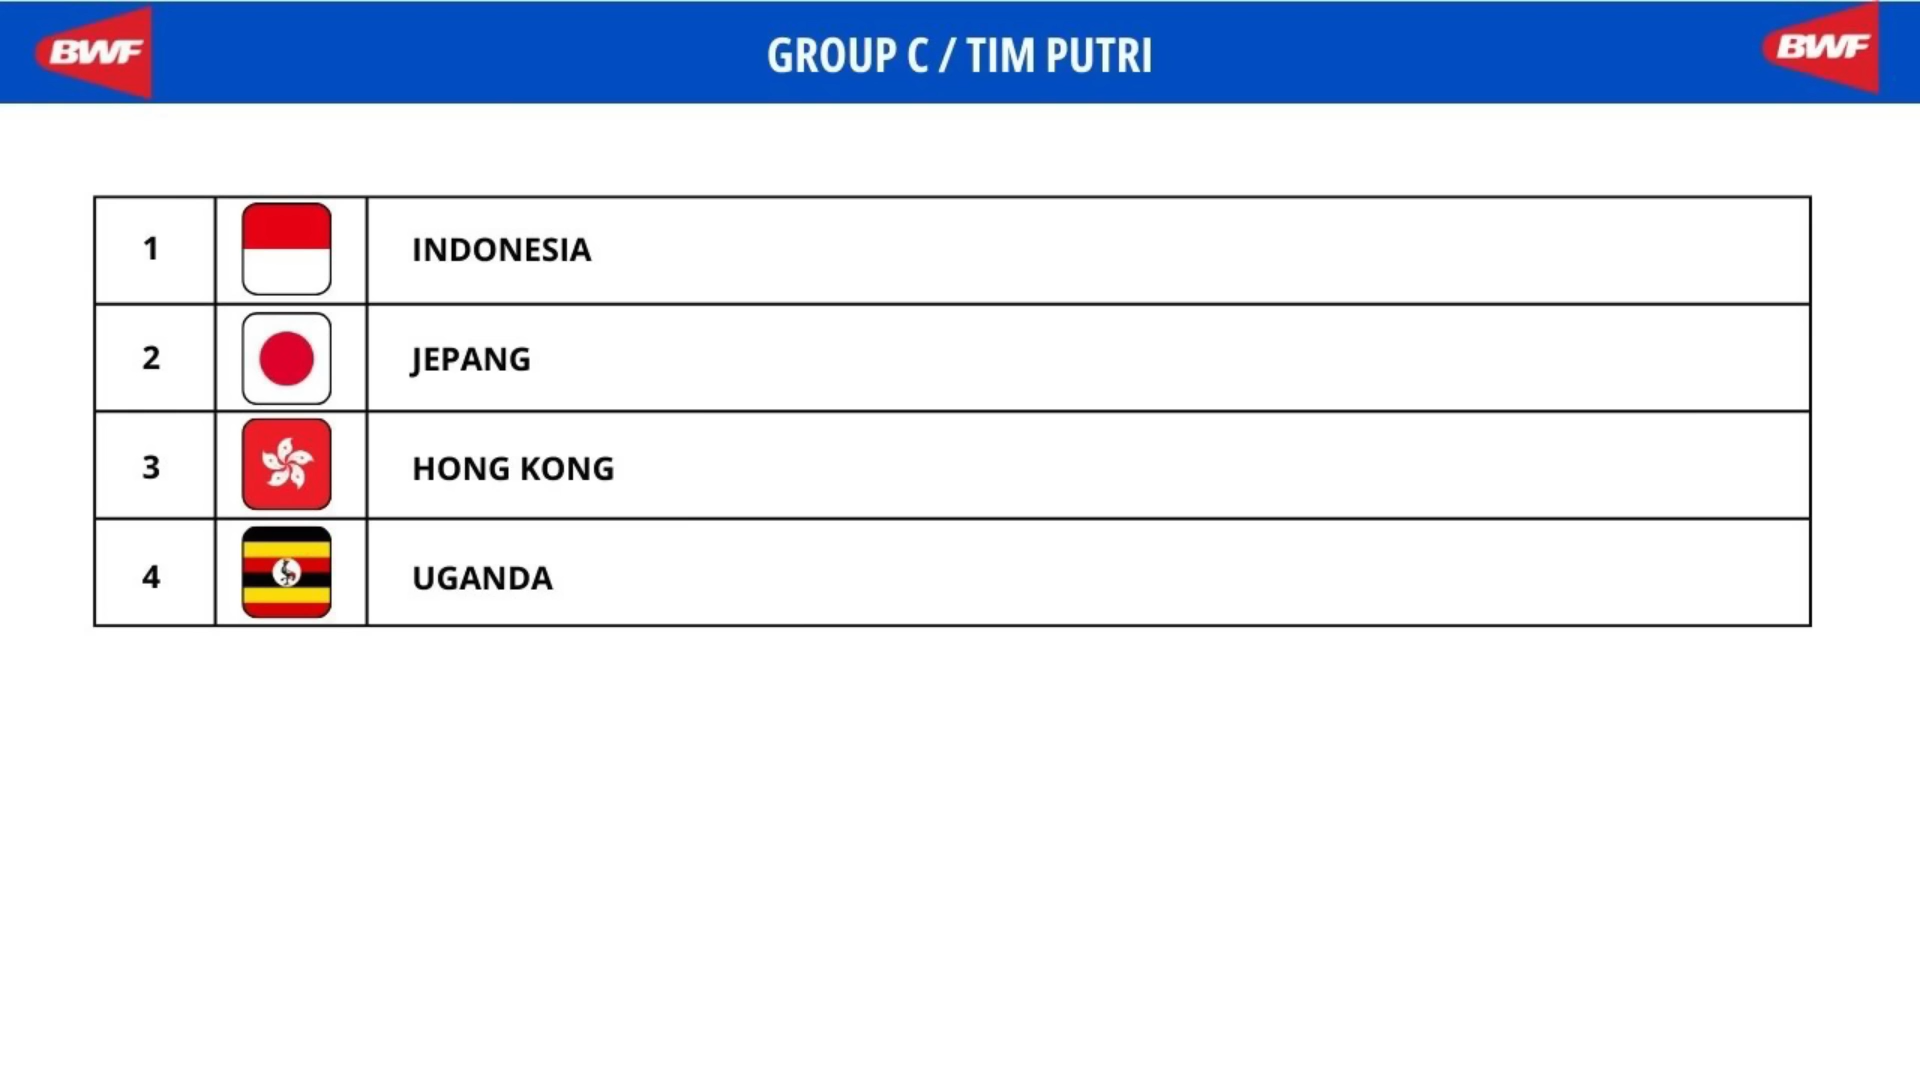 BWF
GROUP C / TIM PUTRI
BWF
1 INDONESIA
2 JEPANG
3 HONG KONG
4 UGANDA